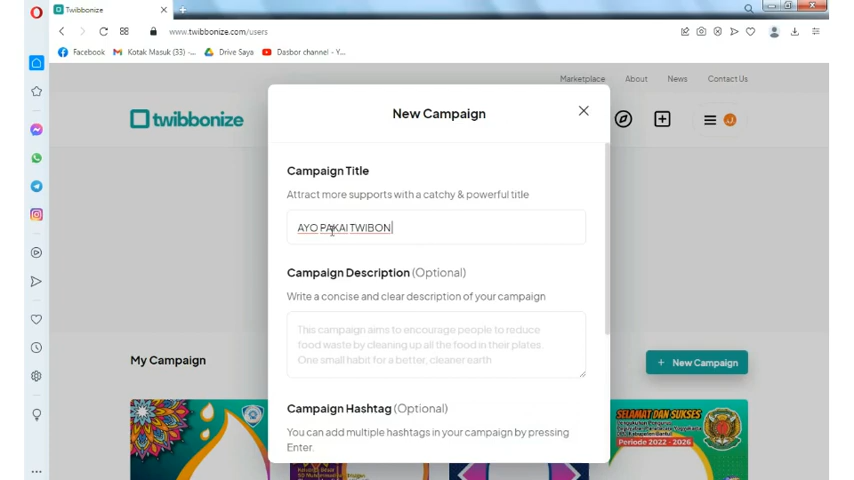 Twibbonize
www.twibbonize.com/users
Facebook
Kotak Masuk (33) -...
Drive Saya
Dasbor channel - Y...
Marketplace
About
News
Contact Us
twibbonize
J
New Campaign
Campaign Title
Attract more supports with a catchy & powerful title
AYO PAKAI TWIBON
Campaign Description (Optional)
Write a concise and clear description of your campaign
This campaign aims to encourage people to reduce
food waste by cleaning up all the food in their plates.
One small habit for a better, cleaner earth
My Campaign
+ New Campaign
Campaign Hashtag (Optional)
You can add multiple hashtags in your campaign by pressing
Enter.
SELAMAT DAN SUKSES
Periode 2022 - 2026